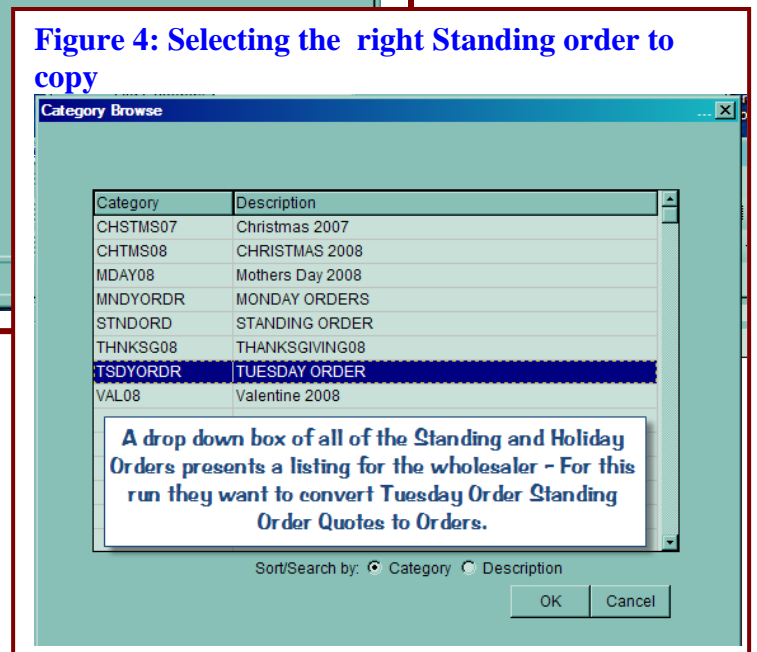 Figure 4: Selecting the right Standing order to
copy
Category Browse
Category Description
CHSTMS07 Christmas 2007
CHTMS08 CHRISTMAS 2008
MDAY08 Mothers Day 2008
MNDYORDR MONDAY ORDERS
STNDORD STANDING ORDER
THNKSG08 THANKSGIVING08
TSDYORDR TUESDAY ORDER
VAL08 Valentine 2008
A drop down box of all of the Standing and Holiday
Orders presents a listing for the wholesaler - For this
run they want to convert Tuesday Order Standing
Order Quotes to Orders.
Sort/Search by: Category Description
OK Cancel